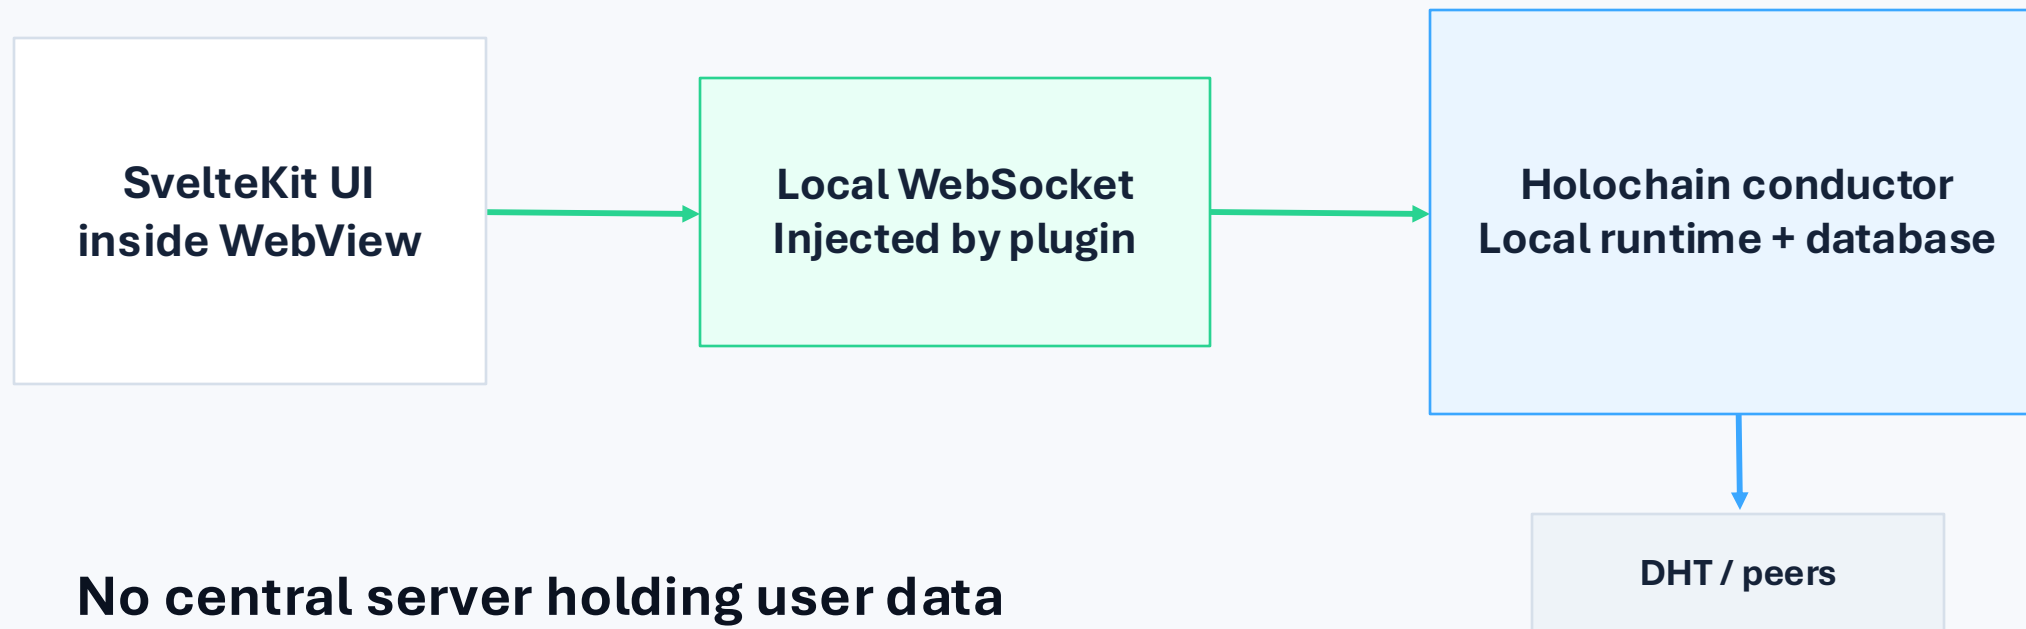 SvelteKit UI
inside WebView
Local WebSocket
Injected by plugin
Holochain conductor
Local runtime + database
DHT / peers
No central server holding user data